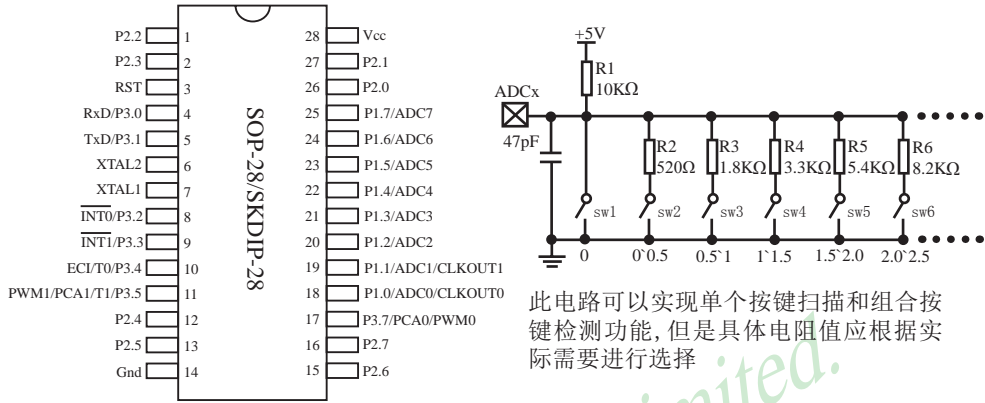 P2.2 1
P2.3 2
RST 3
RxD/P3.0 4
TxD/P3.1 5
XTAL2 6
XTAL1 7
INT0/P3.2 8
INT1/P3.3 9
ECI/T0/P3.4 10
PWM1/PCA1/T1/P3.5 11
P2.4 12
P2.5 13
Gnd 14
SOP-28/SKDIP-28
28 Vcc
27 P2.1
26 P2.0
25 P1.7/ADC7
24 P1.6/ADC6
23 P1.5/ADC5
22 P1.4/ADC4
21 P1.3/ADC3
20 P1.2/ADC2
19 P1.1/ADC1/CLKOUT1
18 P1.0/ADC0/CLKOUT0
17 P3.7/PCA0/PWM0
16 P2.7
15 P2.6
+5V
R1
10KΩ
ADCx
47pF
R2
520Ω
R3
1.8KΩ
R4
3.3KΩ
R5
5.4KΩ
R6
8.2KΩ
sw1 sw2 sw3 sw4 sw5 sw6
0 0`0.5 0.5`1 1`1.5 1.5`2.0 2.0`2.5
此电路可以实现单个按键扫描和组合按
键检测功能,但是具体电阻值应根据实
际需要进行选择